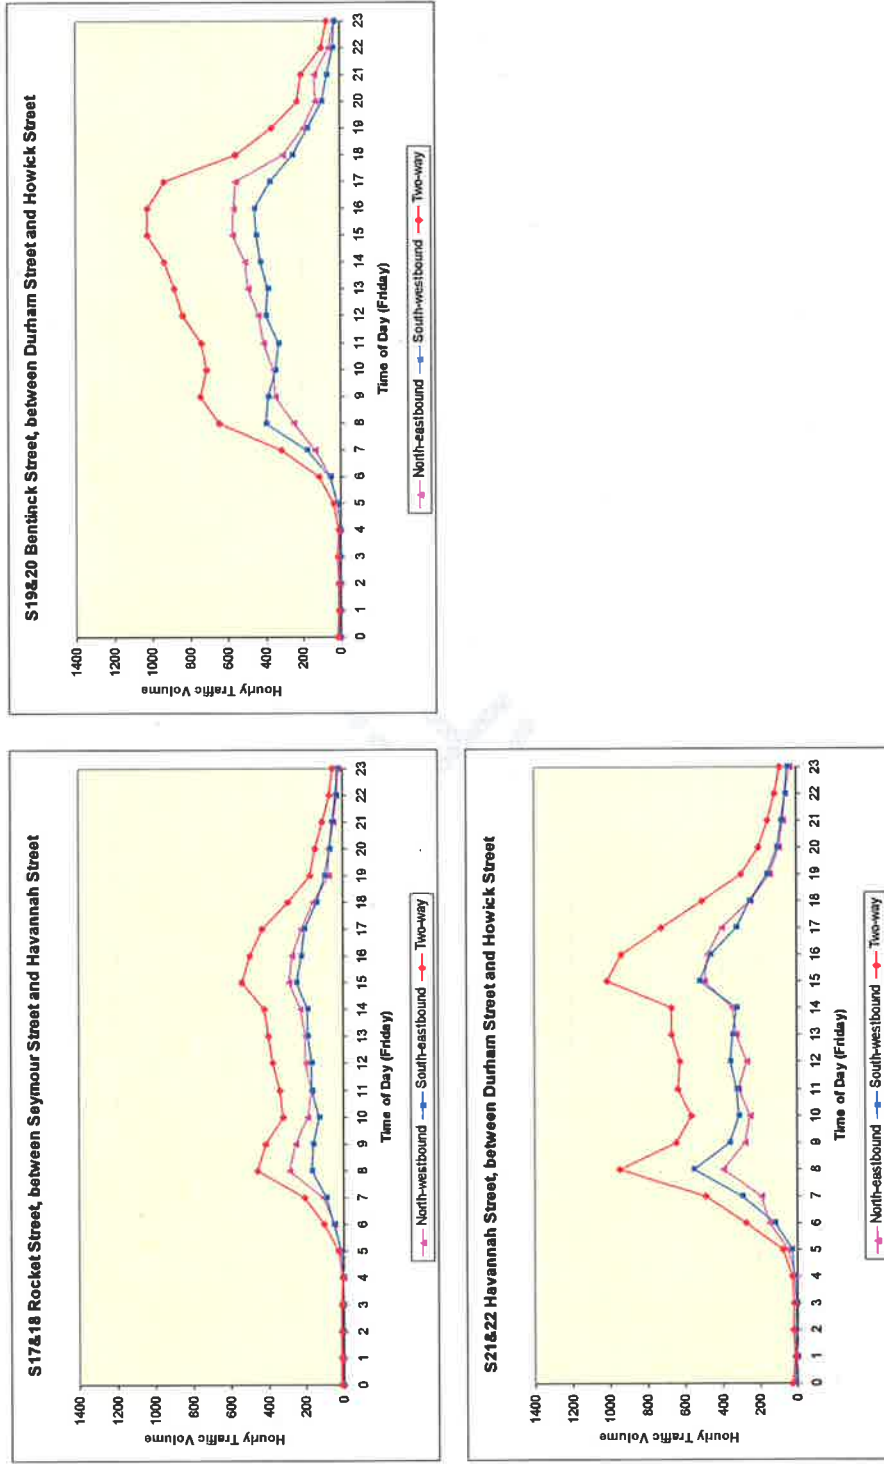 S17&18 Rocket Street, between Seymour Street and Havannah Street
Hourly Traffic Volume
1400
1200
1000
800
600
400
200
0
0 1 2 3 4 5 6 7 8 9 10 11 12 13 14 15 16 17 18 19 20 21 22 23
Time of Day (Friday)
North-westbound South-eastbound Two-way
S19&20 Bentinck Street, between Durham Street and Howick Street
Hourly Traffic Volume
1400
1200
1000
800
600
400
200
0
0 1 2 3 4 5 6 7 8 9 10 11 12 13 14 15 16 17 18 19 20 21 22 23
Time of Day (Friday)
North-eastbound South-westbound Two-way
S21&22 Havannah Street, between Durham Street and Howick Street
Hourly Traffic Volume
1400
1200
1000
800
600
400
200
0
0 1 2 3 4 5 6 7 8 9 10 11 12 13 14 15 16 17 18 19 20 21 22 23
Time of Day (Friday)
North-eastbound South-westbound Two-way